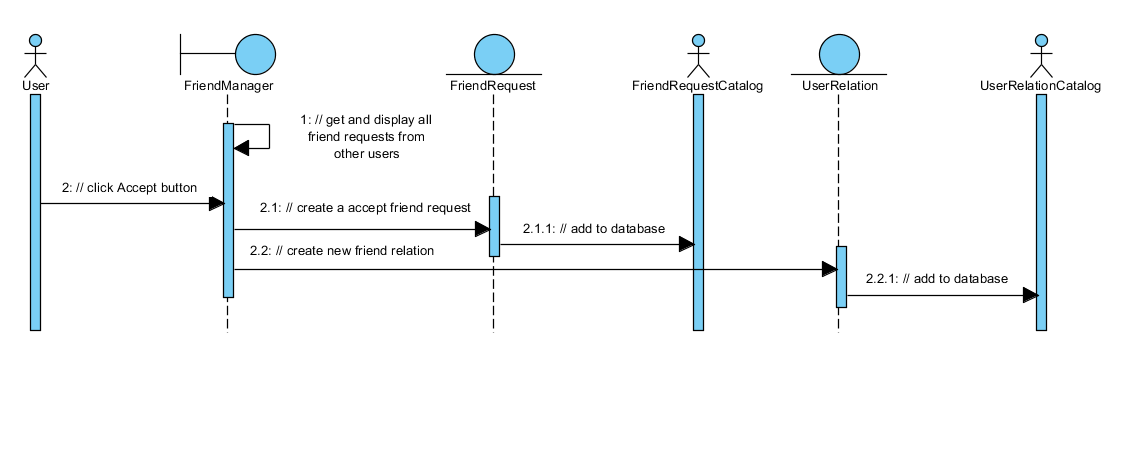 User
FriendManager
FriendRequest
FriendRequestCatalog
UserRelation
UserRelationCatalog
1: // get and display all
friend requests from
other users
2: // click Accept button
2.1: // create a accept friend request
2.1.1: // add to database
2.2: // create new friend relation
2.2.1: // add to database